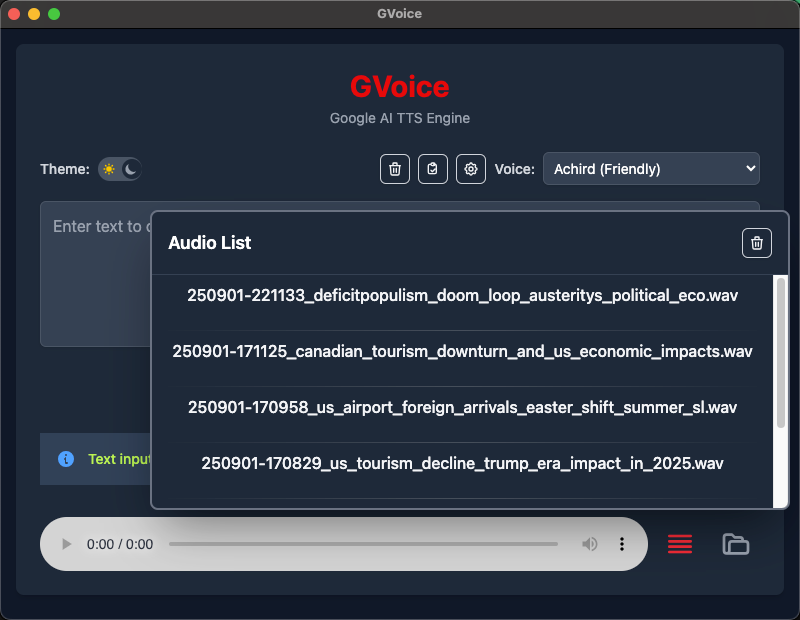 GVoice
GVoice
Google AI TTS Engine
Theme:
Voice: Achird (Friendly)
Enter text to
Audio List
250901-221133_deficitpopulism_doom_loop_austeritys_political_eco.wav
250901-171125_canadian_tourism_downturn_and_us_economic_impacts.wav
250901-170958_us_airport_foreign_arrivals_easter_shift_summer_sl.wav
250901-170829_us_tourism_decline_trump_era_impact_in_2025.wav
Text input
0:00 / 0:00